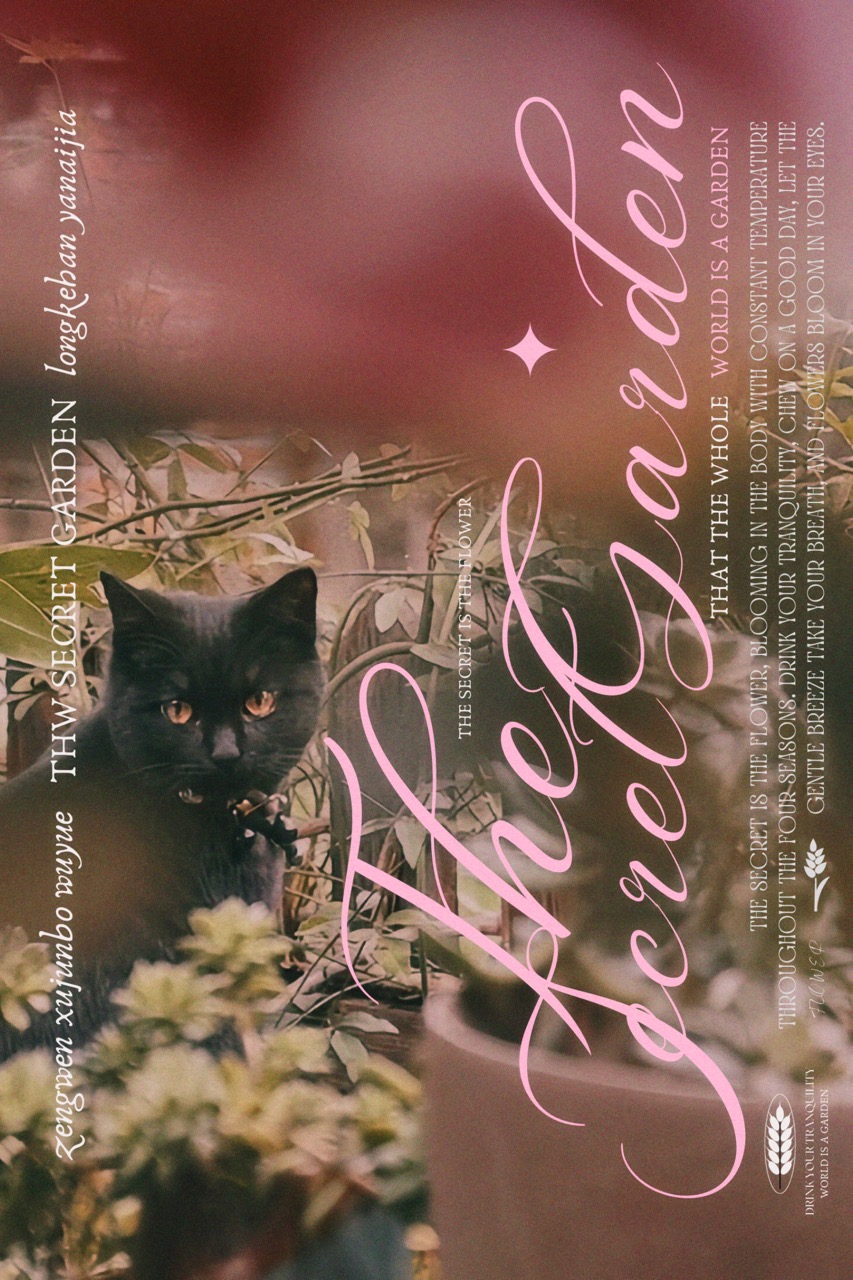 zengwen xujunbo wuyue THW SECRET GARDEN longkehan yanaijia
THE SECRET IS THE FLOWER
The
Secret Garden
THAT THE WHOLE WORLD IS A GARDEN
THE SECRET IS THE FLOWER, BLOOMING IN THE BODY WITH CONSTANT TEMPERATURE
THROUGHOUT THE FOUR SEASONS. DRINK YOUR TRANQUILITY, CHEW ON A GOOD DAY, LET THE
FLOWER GENTLE BREEZE TAKE YOUR BREATH AND FLOWERS BLOOM IN YOUR EYES.
DRINK YOUR TRANQUILITY
WORLD IS A GARDEN